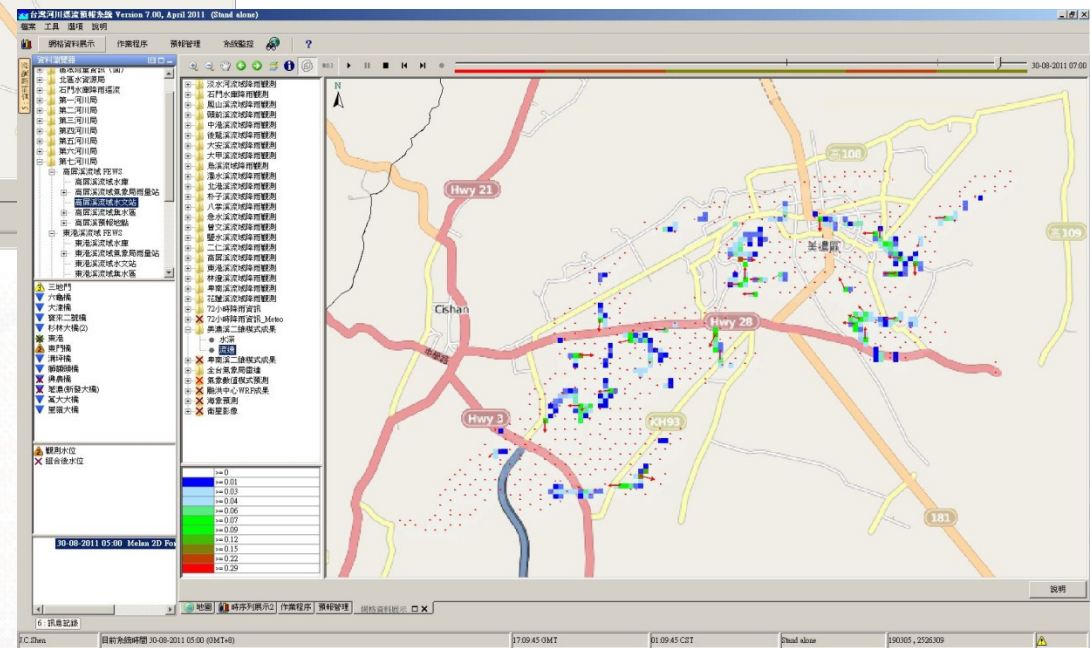 台灣河川逕流預報系統 Version 7.00, April 2011 (Stand alone)
檔案 工具 選項 說明
網格資料展示 作業程序 預報管理 系統監控 ?
資料瀏覽器
30-08-2011 07:00
北區水資源局
石門水庫降雨逕流
第一河川局
第二河川局
第三河川局
第四河川局
第五河川局
第六河川局
第七河川局
高屏溪流域 FEWS
高屏溪流域水庫
高屏溪流域氣象局雨量站
高屏溪流域水文站
高屏溪流域集水區
高屏溪預報地點
東港溪流域 FEWS
東港溪流域水庫
東港溪流域氣象局雨量站
東港溪流域水文站
東港溪流域集水區
三地門
六龜橋
大津橋
寶來二號橋
杉林大橋(2)
東港
東門橋
里嶺大橋
觀測水位
30-08-2011 05:00 Meian 2D For
淡水河流域降雨觀測
石門水庫降雨觀測
鳳山溪流域降雨觀測
頭前溪流域降雨觀測
中港溪流域降雨觀測
後龍溪流域降雨觀測
大安溪流域降雨觀測
大甲溪流域降雨觀測
烏溪流域降雨觀測
濁水溪流域降雨觀測
北港溪流域降雨觀測
朴子溪流域降雨觀測
八掌溪流域降雨觀測
急水溪流域降雨觀測
曾文溪流域降雨觀測
鹽水溪流域降雨觀測
二仁溪流域降雨觀測
高屏溪流域降雨觀測
東港溪流域降雨觀測
林邊溪流域降雨觀測
卑南溪流域降雨觀測
花蓮溪流域降雨觀測
72小時降雨資訊
72小時降雨資訊_Meteo
美濃溪二維模式成果
水深
流速
卑南溪二維模式成果
全台氣象局雷達
氣象數值模式預測
颱洪中心WRF成果
海象預測
衛星影像
>= 0
>= 0.01
>= 0.03
>= 0.04
>= 0.06
>= 0.07
>= 0.09
>= 0.12
>= 0.15
>= 0.22
>= 0.29
N
Hwy 21
高108
高109
美濃區
Cishan
Hwy 28
Hwy 3
KH93
181
說明
地圖 時序列展示2 作業程序 預報管理 網格資料展示
6 : 訊息記錄
J.C.Shen 目前系統時間 30-08-2011 05:00 (GMT+8) 17:09:45 GMT 01:09:45 CST Stand alone 190305 , 2526309